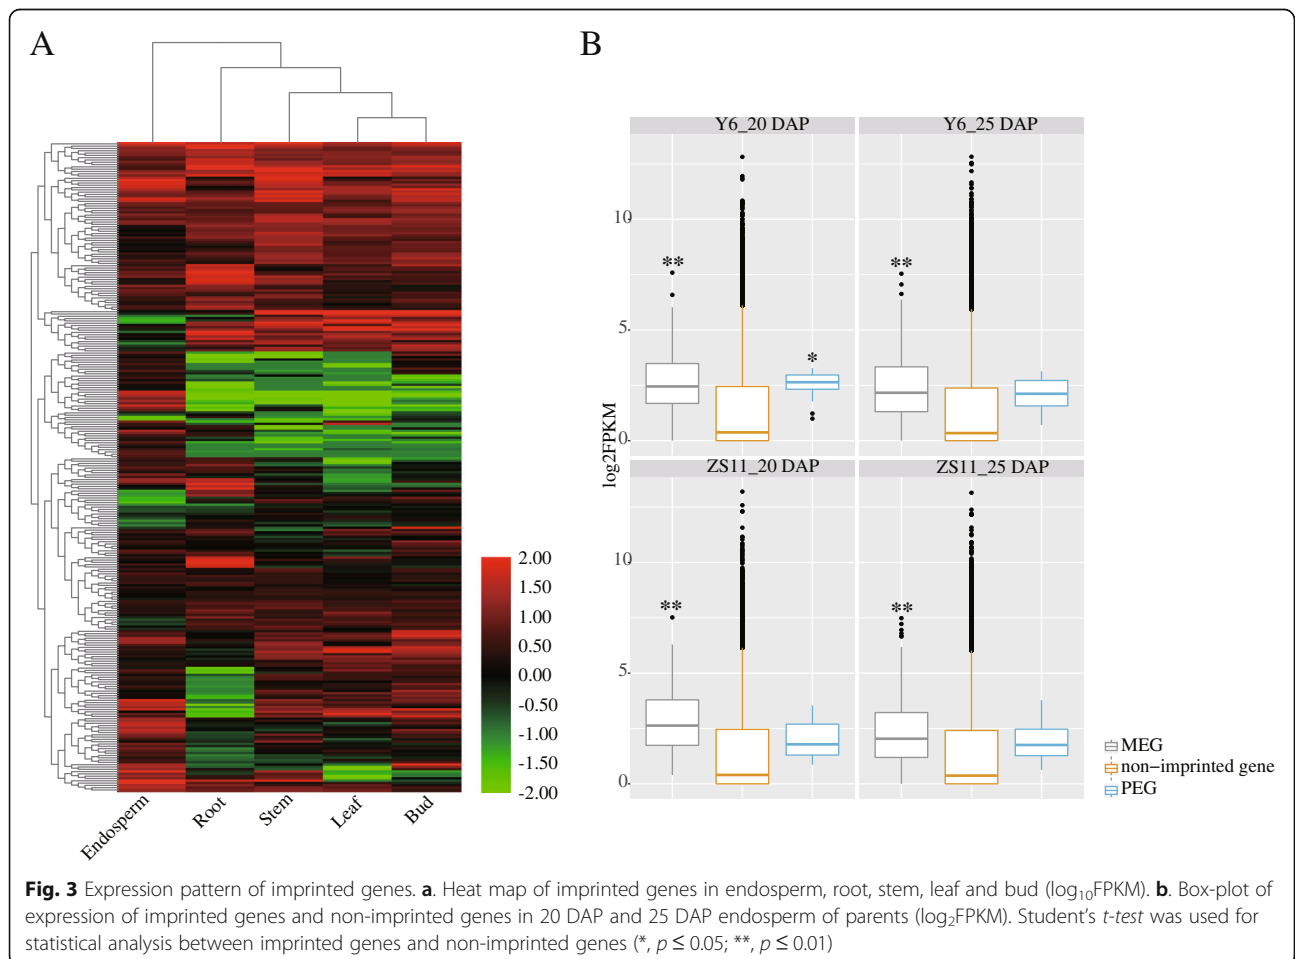 A
B
Y6_20 DAP
Y6_25 DAP
10
5
0
**
*
**
log2FPKM
ZS11_20 DAP
ZS11_25 DAP
10
5
0
**
**
2.00
1.50
1.00
0.50
0.00
-0.50
-1.00
-1.50
-2.00
Endosperm
Root
Stem
Leaf
Bud
MEG
non-imprinted gene
PEG
Fig. 3 Expression pattern of imprinted genes. a. Heat map of imprinted genes in endosperm, root, stem, leaf and bud (log₁₀FPKM). b. Box-plot of
expression of imprinted genes and non-imprinted genes in 20 DAP and 25 DAP endosperm of parents (log₂FPKM). Student's t-test was used for
statistical analysis between imprinted genes and non-imprinted genes (*, p ≤ 0.05; **, p ≤ 0.01)